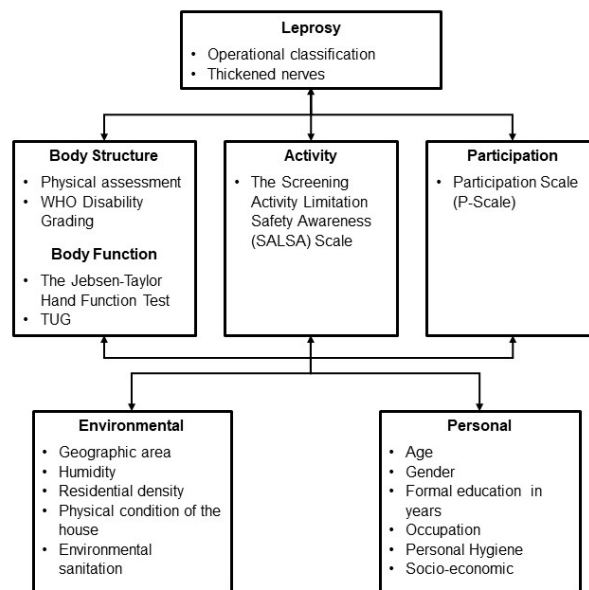 Leprosy
• Operational classification
• Thickened nerves
Body Structure
• Physical assessment
• WHO Disability
Grading
Body Function
• The Jebsen-Taylor
Hand Function Test
• TUG
Activity
• The Screening
Activity Limitation
Safety Awareness
(SALSA) Scale
Participation
• Participation Scale
(P-Scale)
Environmental
• Geographic area
• Humidity
• Residential density
• Physical condition of the
house
• Environmental
sanitation
Personal
• Age
• Gender
• Formal education in
years
• Occupation
• Personal Hygiene
• Socio-economic